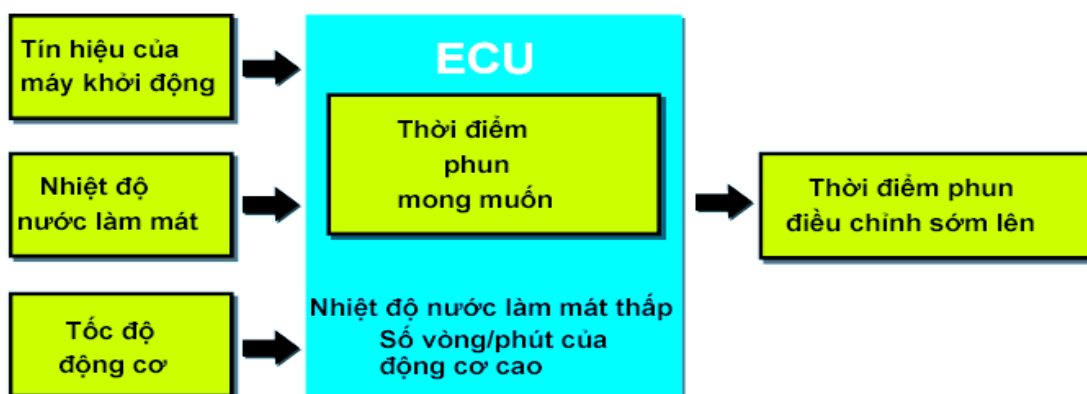 Tín hiệu của
máy khởi động
Nhiệt độ
nước làm mát
Tốc độ
động cơ
ECU
Thời điểm
phun
mong muốn
Nhiệt độ nước làm mát thấp
Số vòng/phút của
động cơ cao
Thời điểm phun
điều chỉnh sớm lên